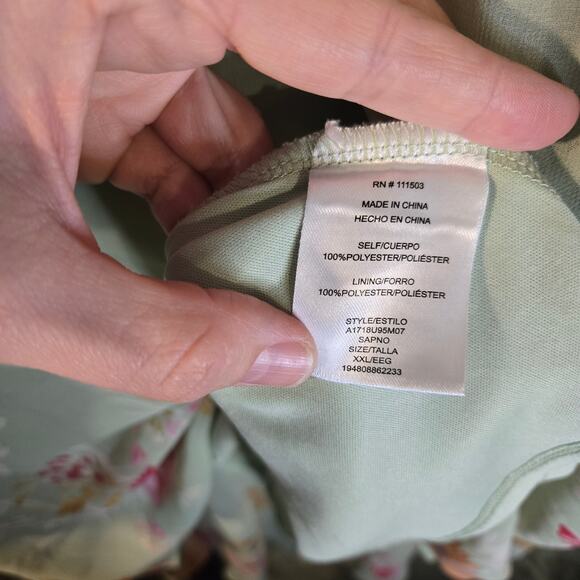 RN # 111503
MADE IN CHINA
HECHO EN CHINA
SELF/CUERPO
100%POLYESTER/POLIÉSTER
LINING/FORRO
100%POLYESTER/POLIÉSTER
STYLE/ESTILO
A1718U95M07
SAPNO
SIZE/TALLA
XXL/EEG
194808862233